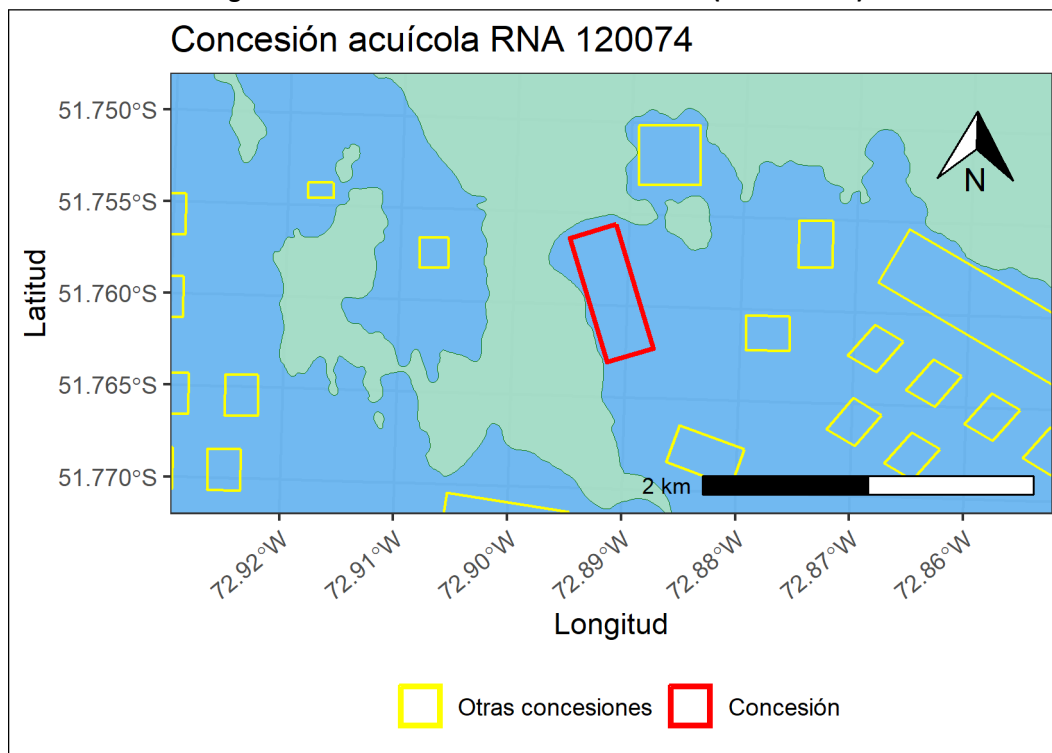 Concesión acuícola RNA 120074
51.750°S
51.755°S
51.760°S
51.765°S
51.770°S
Latitud
N
2 km
72.92°W
72.91°W
72.90°W
72.89°W
72.88°W
72.87°W
72.86°W
Longitud
Otras concesiones
Concesión